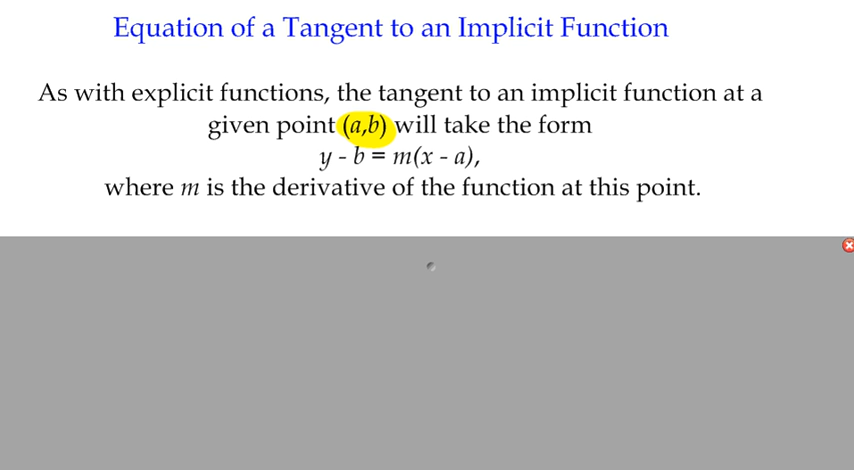 Equation of a Tangent to an Implicit Function
As with explicit functions, the tangent to an implicit function at a
given point (a,b) will take the form
y - b = m(x - a),
where m is the derivative of the function at this point.